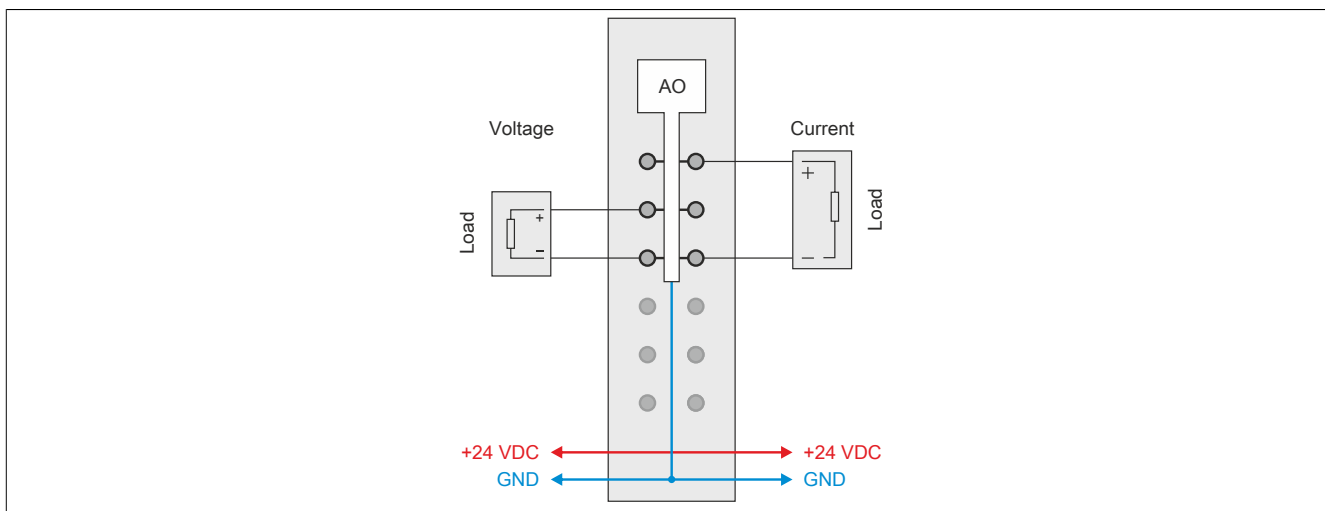 AO
Voltage
Current
+
Load
+
−
Load
−
+24 VDC
+24 VDC
GND
GND